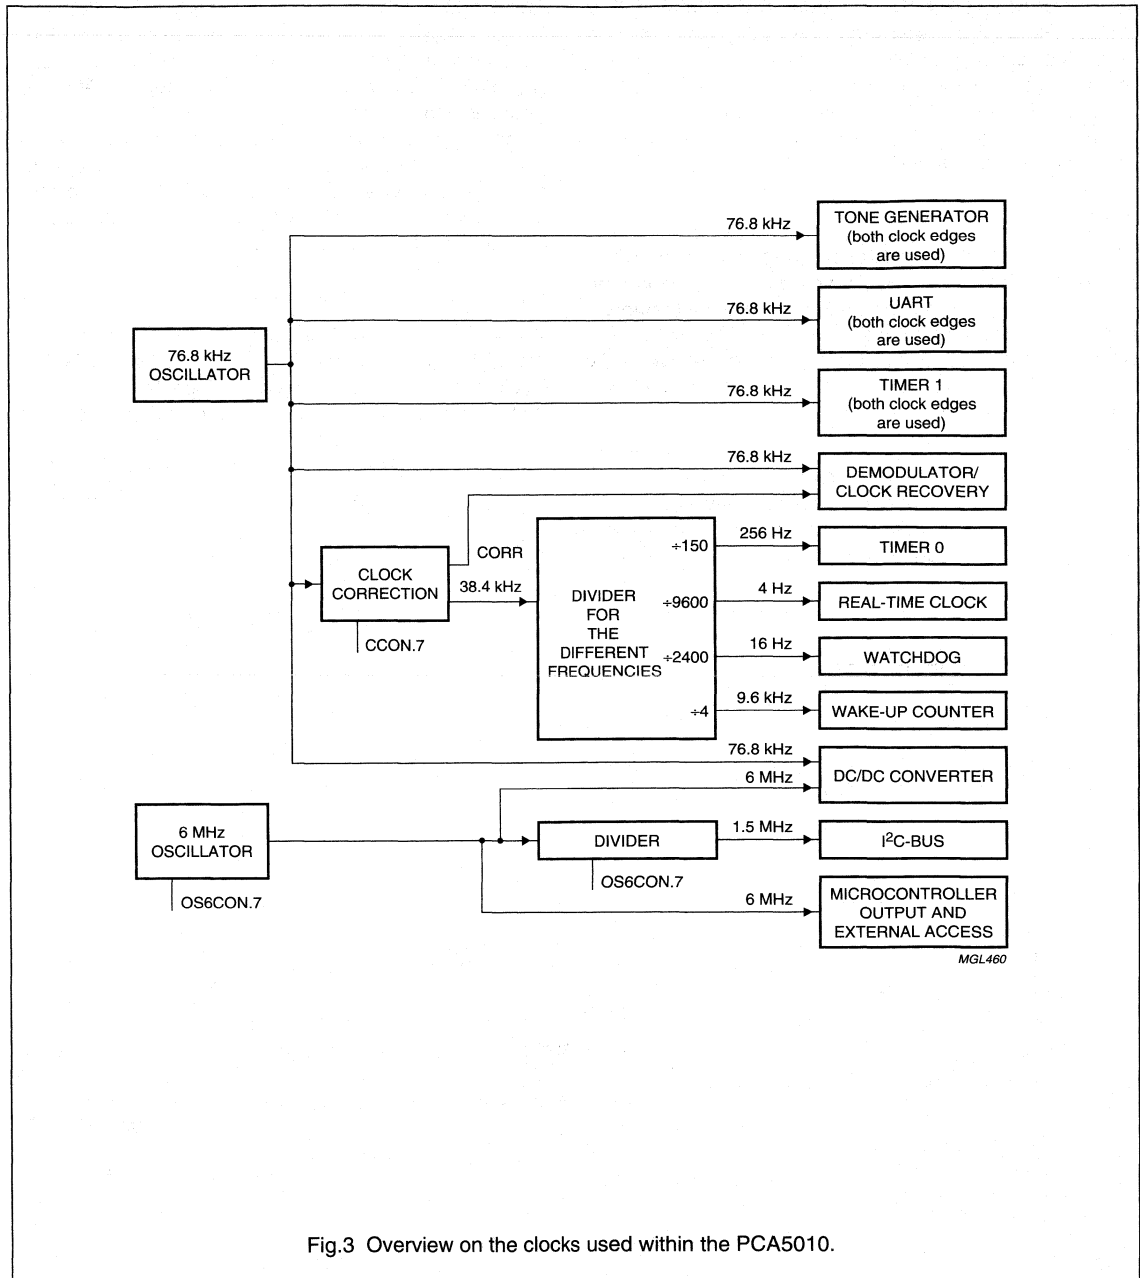 76.8 kHz
TONE GENERATOR
(both clock edges
are used)
76.8 kHz
UART
(both clock edges
are used)
76.8 kHz
OSCILLATOR
76.8 kHz
TIMER 1
(both clock edges
are used)
76.8 kHz
DEMODULATOR/
CLOCK RECOVERY
CLOCK
CORRECTION
CCON.7
CORR
38.4 kHz
DIVIDER
FOR
THE
DIFFERENT
FREQUENCIES
÷150
256 Hz
TIMER 0
÷9600
4 Hz
REAL-TIME CLOCK
÷2400
16 Hz
WATCHDOG
÷4
9.6 kHz
WAKE-UP COUNTER
76.8 kHz
6 MHz
DC/DC CONVERTER
6 MHz
OSCILLATOR
OS6CON.7
DIVIDER
OS6CON.7
1.5 MHz
I²C-BUS
6 MHz
MICROCONTROLLER
OUTPUT AND
EXTERNAL ACCESS
MGL460
Fig.3 Overview on the clocks used within the PCA5010.